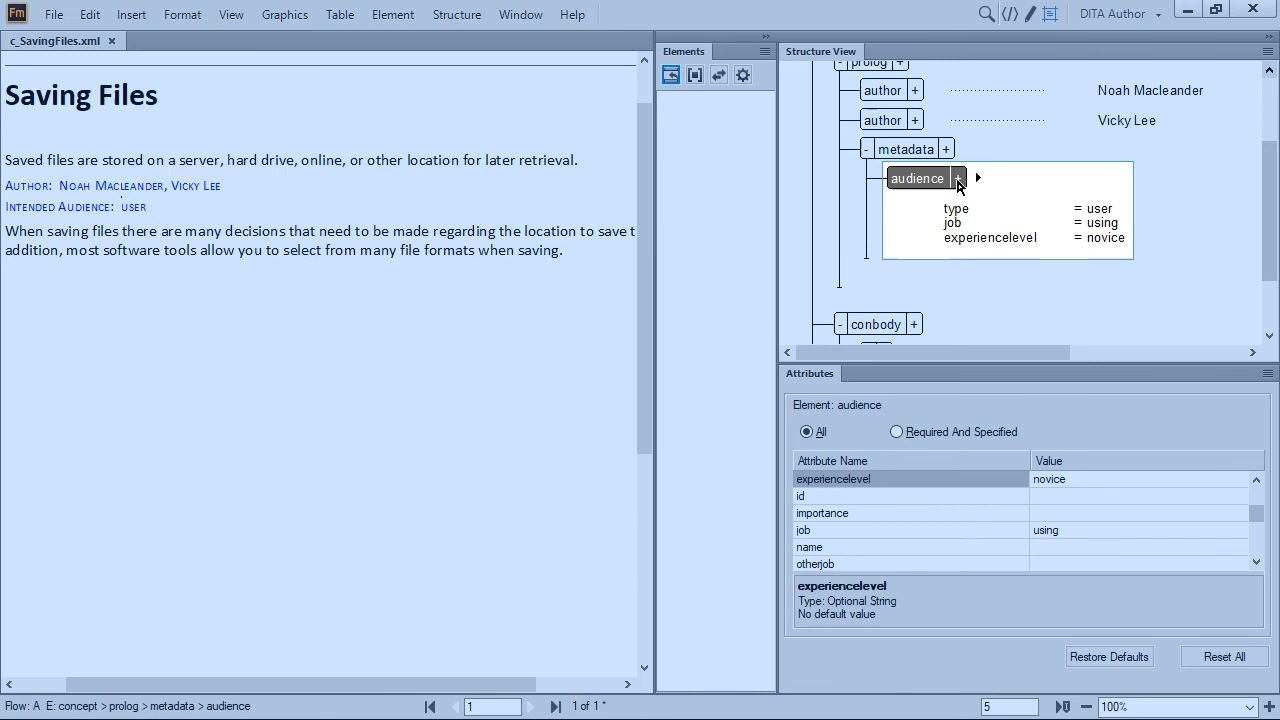 Fm File Edit Insert Format View Graphics Table Element Structure Window Help DITA Author
c_SavingFiles.xml
Saving Files
Saved files are stored on a server, hard drive, online, or other location for later retrieval.
Author: Noah Macleander, Vicky Lee
Intended Audience: user
When saving files there are many decisions that need to be made regarding the location to save t
addition, most software tools allow you to select from many file formats when saving.
Elements
Structure View
prolog
author Noah Macleander
author Vicky Lee
metadata
audience
type = user
job = using
experiencelevel = novice
conbody
Attributes
Element: audience
All Required And Specified
Attribute Name Value
experiencelevel novice
id
importance
job using
name
otherjob
experiencelevel
Type: Optional String
No default value
Restore Defaults Reset All
Flow: A E: concept > prolog > metadata > audience 1 1 of 1 * 5 100%